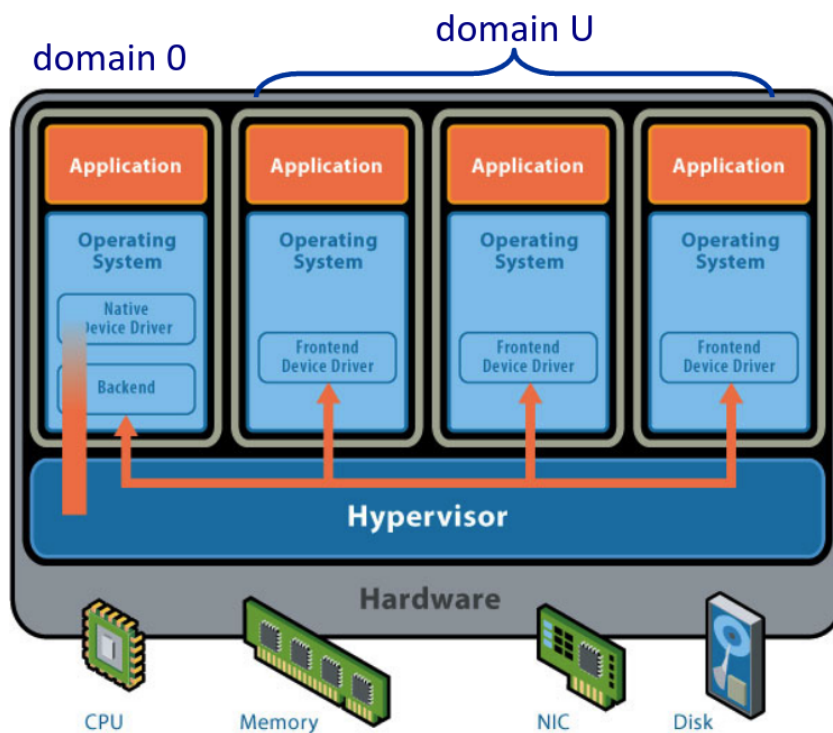 domain 0
domain U
Application
Application
Application
Application
Operating
System
Operating
System
Operating
System
Operating
System
Native
Device Driver
Backend
Frontend
Device Driver
Frontend
Device Driver
Frontend
Device Driver
Hypervisor
Hardware
CPU
Memory
NIC
Disk